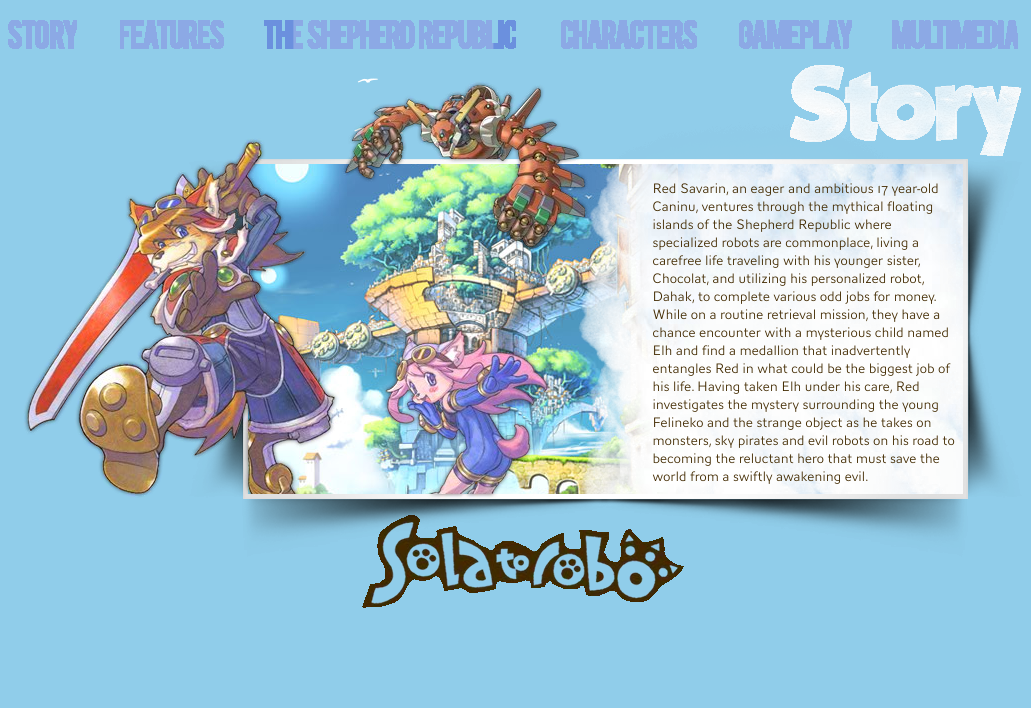 STORY FEATURES THE SHEPHERD REPUBLIC CHARACTERS GAMEPLAY MULTIMEDIA
Story
Red Savarin, an eager and ambitious 17 year-old
Caninu, ventures through the mythical floating
islands of the Shepherd Republic where
specialized robots are commonplace, living a
carefree life traveling with his younger sister,
Chocolat, and utilizing his personalized robot,
Dahak, to complete various odd jobs for money.
While on a routine retrieval mission, they have a
chance encounter with a mysterious child named
Elh and find a medallion that inadvertently
entangles Red in what could be the biggest job of
his life. Having taken Elh under his care, Red
investigates the mystery surrounding the young
Felineko and the strange object as he takes on
monsters, sky pirates and evil robots on his road to
becoming the reluctant hero that must save the
world from a swiftly awakening evil.
Solatorobo